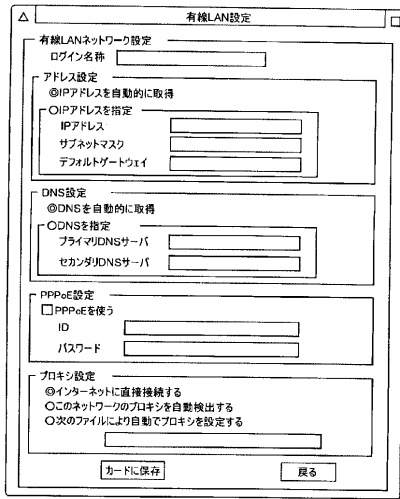 有線LAN設定
有線LANネットワーク設定
ログイン名称
アドレス設定
◎IPアドレスを自動的に取得
○IPアドレスを指定
IPアドレス
サブネットマスク
デフォルトゲートウェイ
DNS設定
◎DNSを自動的に取得
○DNSを指定
プライマリDNSサーバ
セカンダリDNSサーバ
PPPoE設定
□PPPoEを使う
ID
パスワード
プロキシ設定
◎インターネットに直接接続する
○このネットワークのプロキシを自動検出する
○次のファイルにより自動でプロキシを設定する
カードに保存
戻る